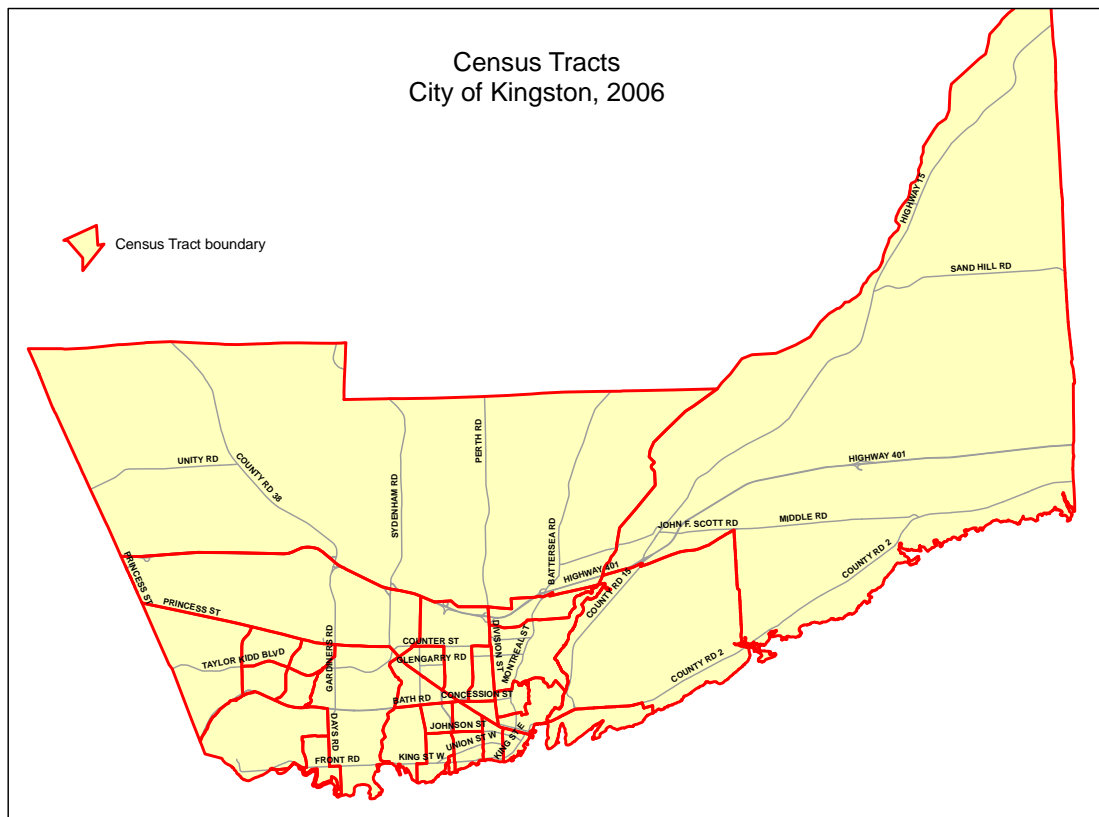 Census Tracts
City of Kingston, 2006
Census Tract boundary
HIGHWAY 15
SAND HILL RD
UNITY RD
COUNTY RD 38
SYDENHAM RD
PERTH RD
BATTERSEA RD
HIGHWAY 401
JOHN F. SCOTT RD
MIDDLE RD
HIGHWAY 401
COUNTY RD 15
COUNTY RD 2
PRINCESS ST
PRINCESS ST
TAYLOR KIDD BLVD
GARDINERS RD
COUNTER ST
GLENGARRY RD
DIVISION ST
MONTREAL ST
COUNTY RD 2
BATH RD
CONCESSION ST
DAYS RD
JOHNSON ST
UNION ST W
KING ST E
FRONT RD
KING ST W